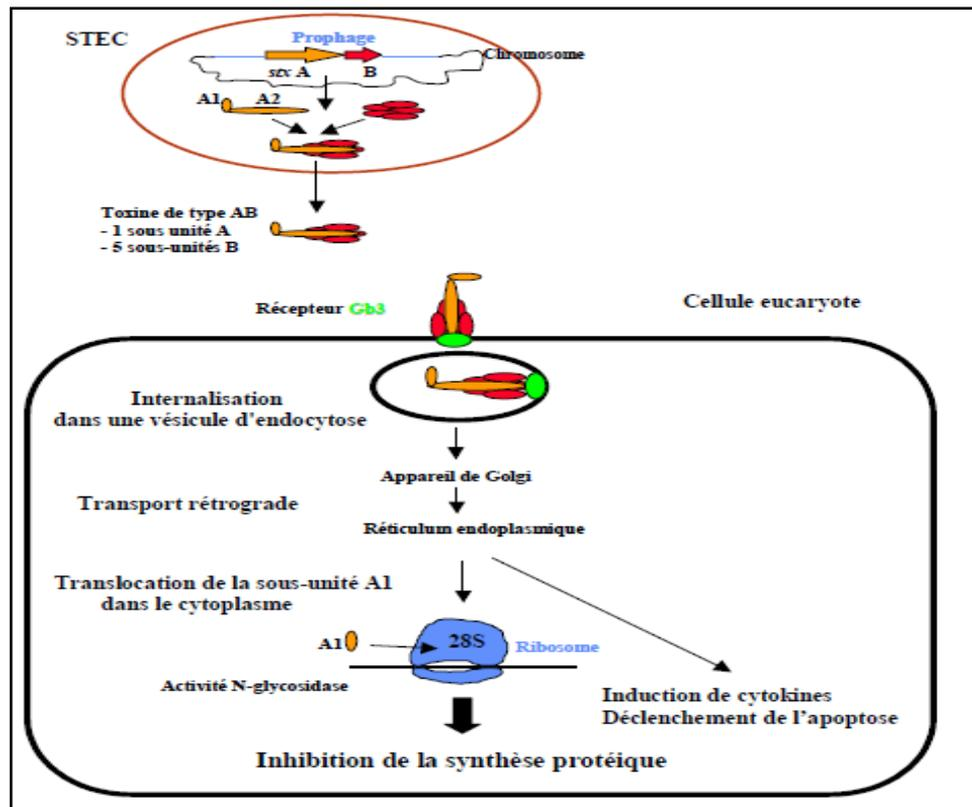 STEC
Prophage
Chromosome
stx A B
A1 A2
Toxine de type AB
- 1 sous unité A
- 5 sous-unités B
Récepteur Gb3
Cellule eucaryote
Internalisation
dans une vésicule d'endocytose
Appareil de Golgi
Transport rétrograde
Réticulum endoplasmique
Translocation de la sous-unité A1
dans le cytoplasme
A1
28S
Ribosome
Activité N-glycosidase
Induction de cytokines
Déclenchement de l'apoptose
Inhibition de la synthèse protéique